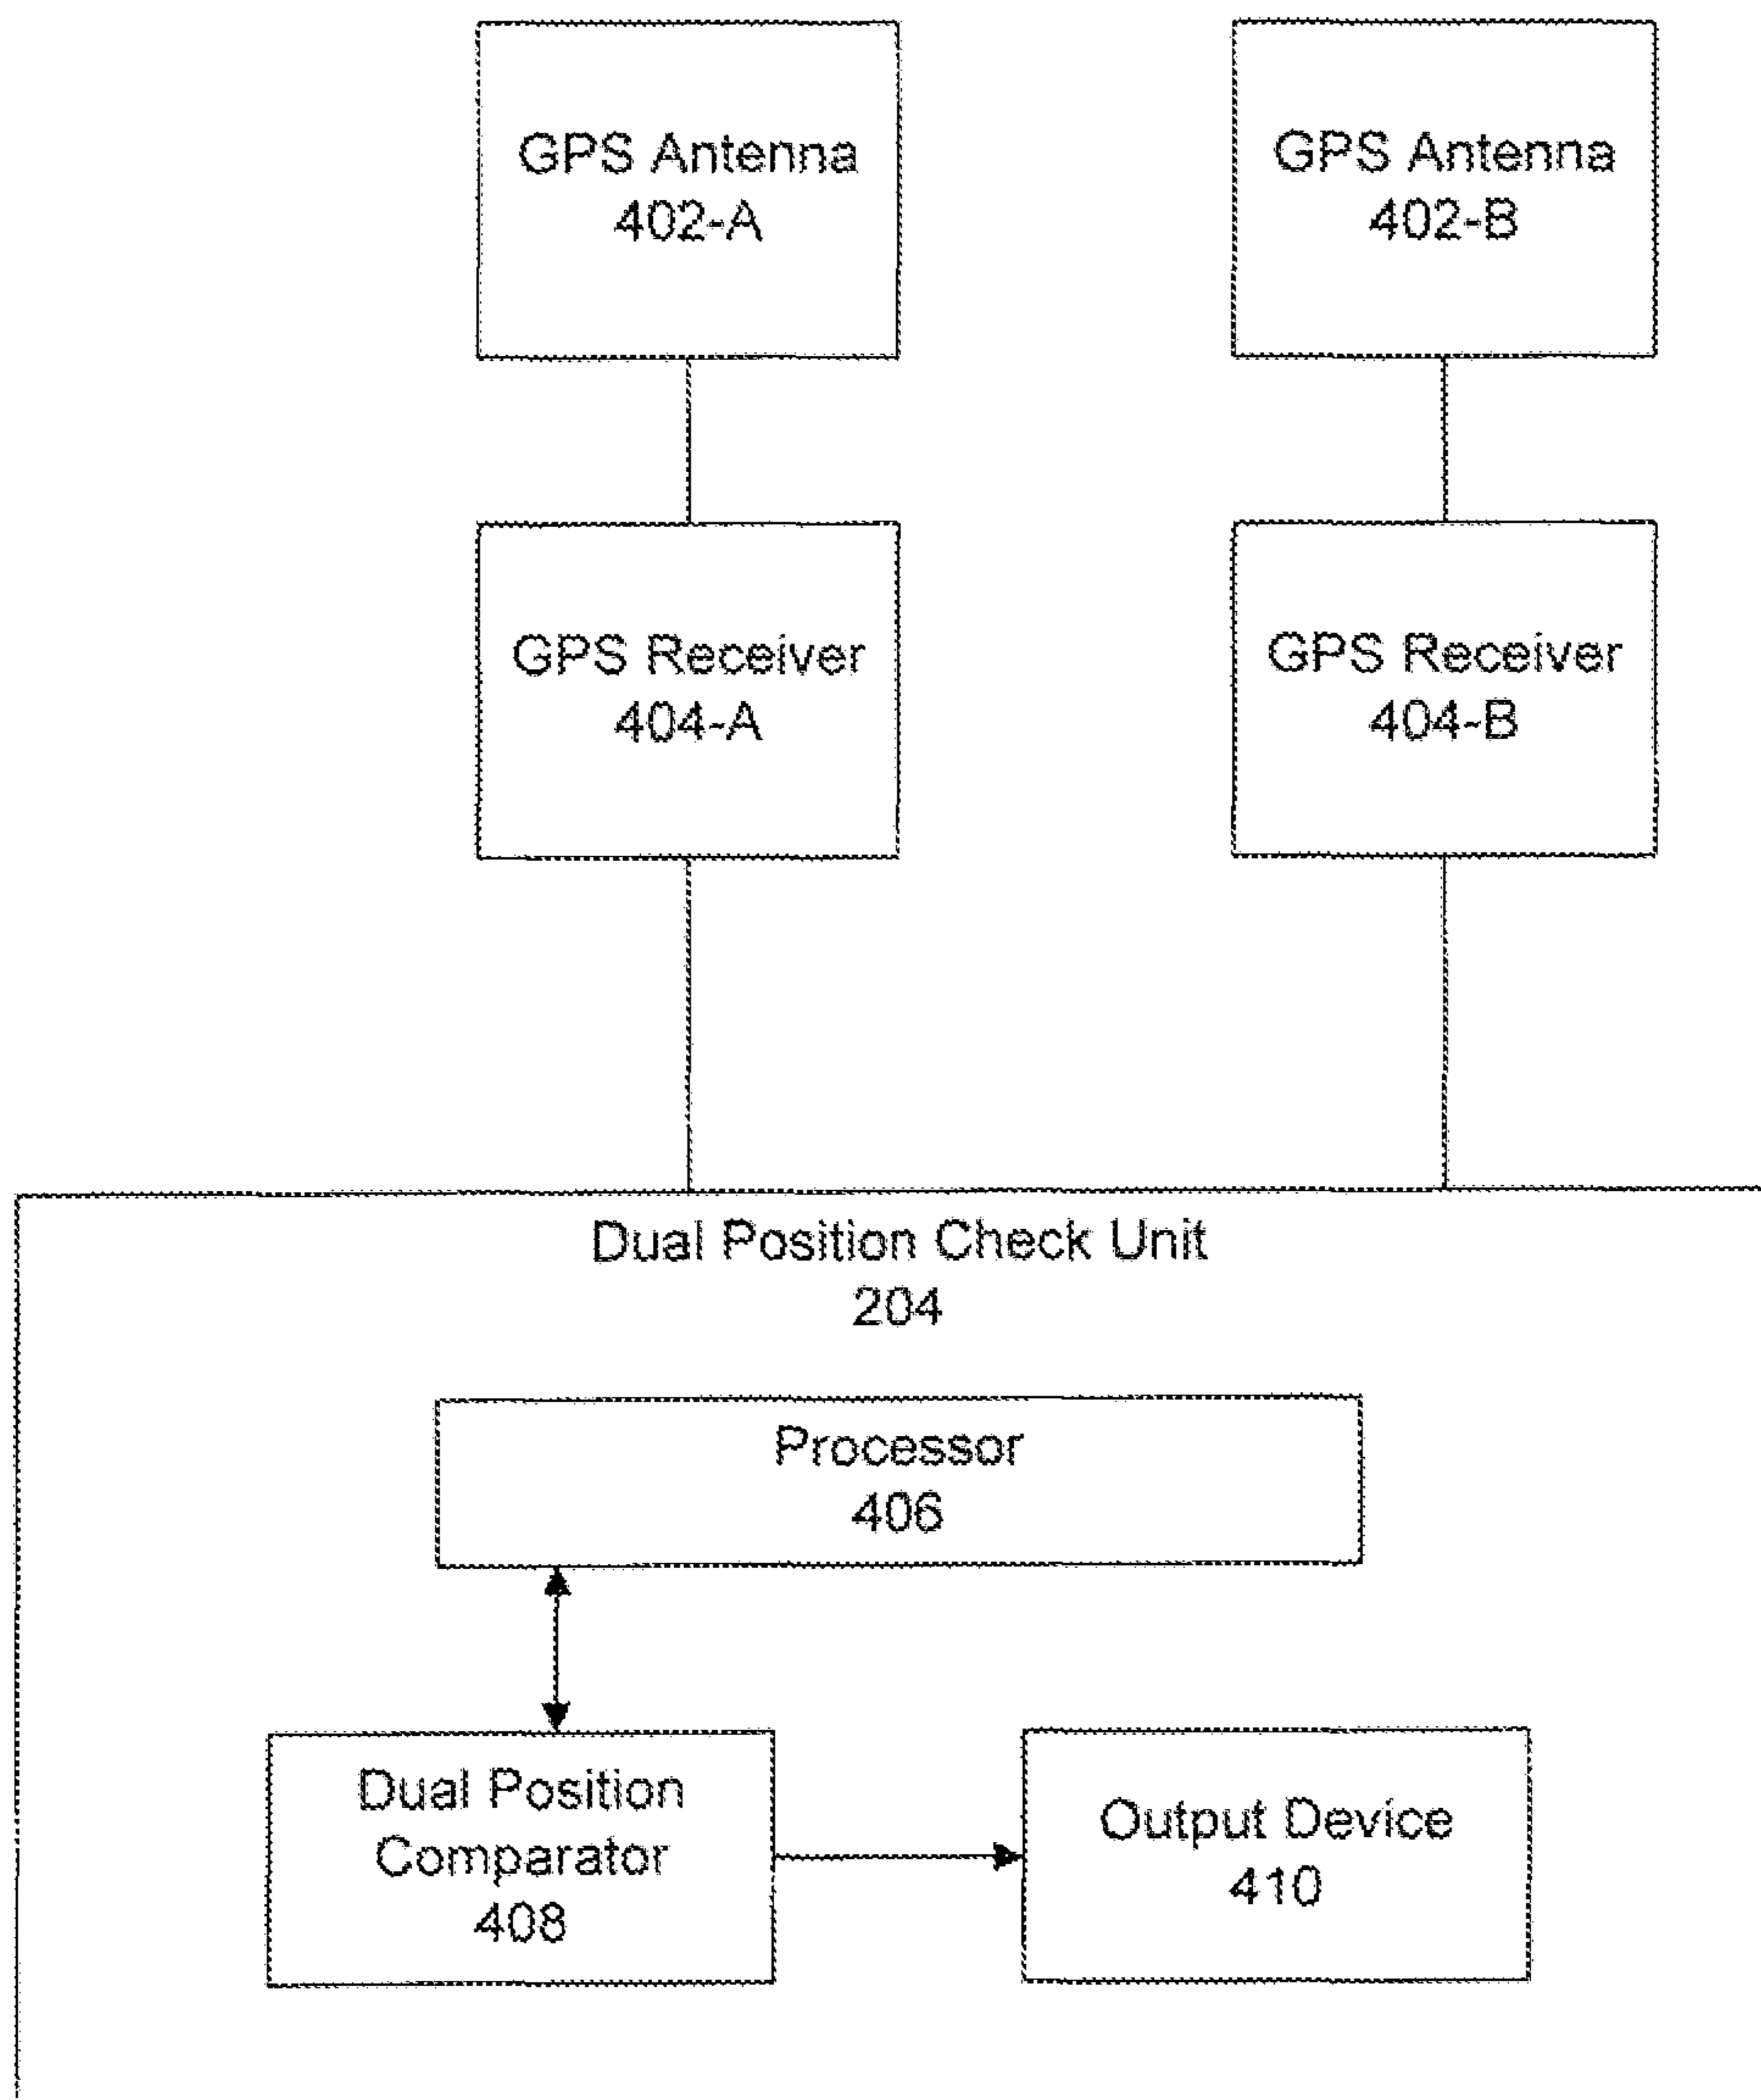 GPS Antenna
402-A
GPS Antenna
402-B
GPS Receiver
404-A
GPS Receiver
404-B
Dual Position Check Unit
204
Processor
406
Dual Position
Comparator
408
Output Device
410